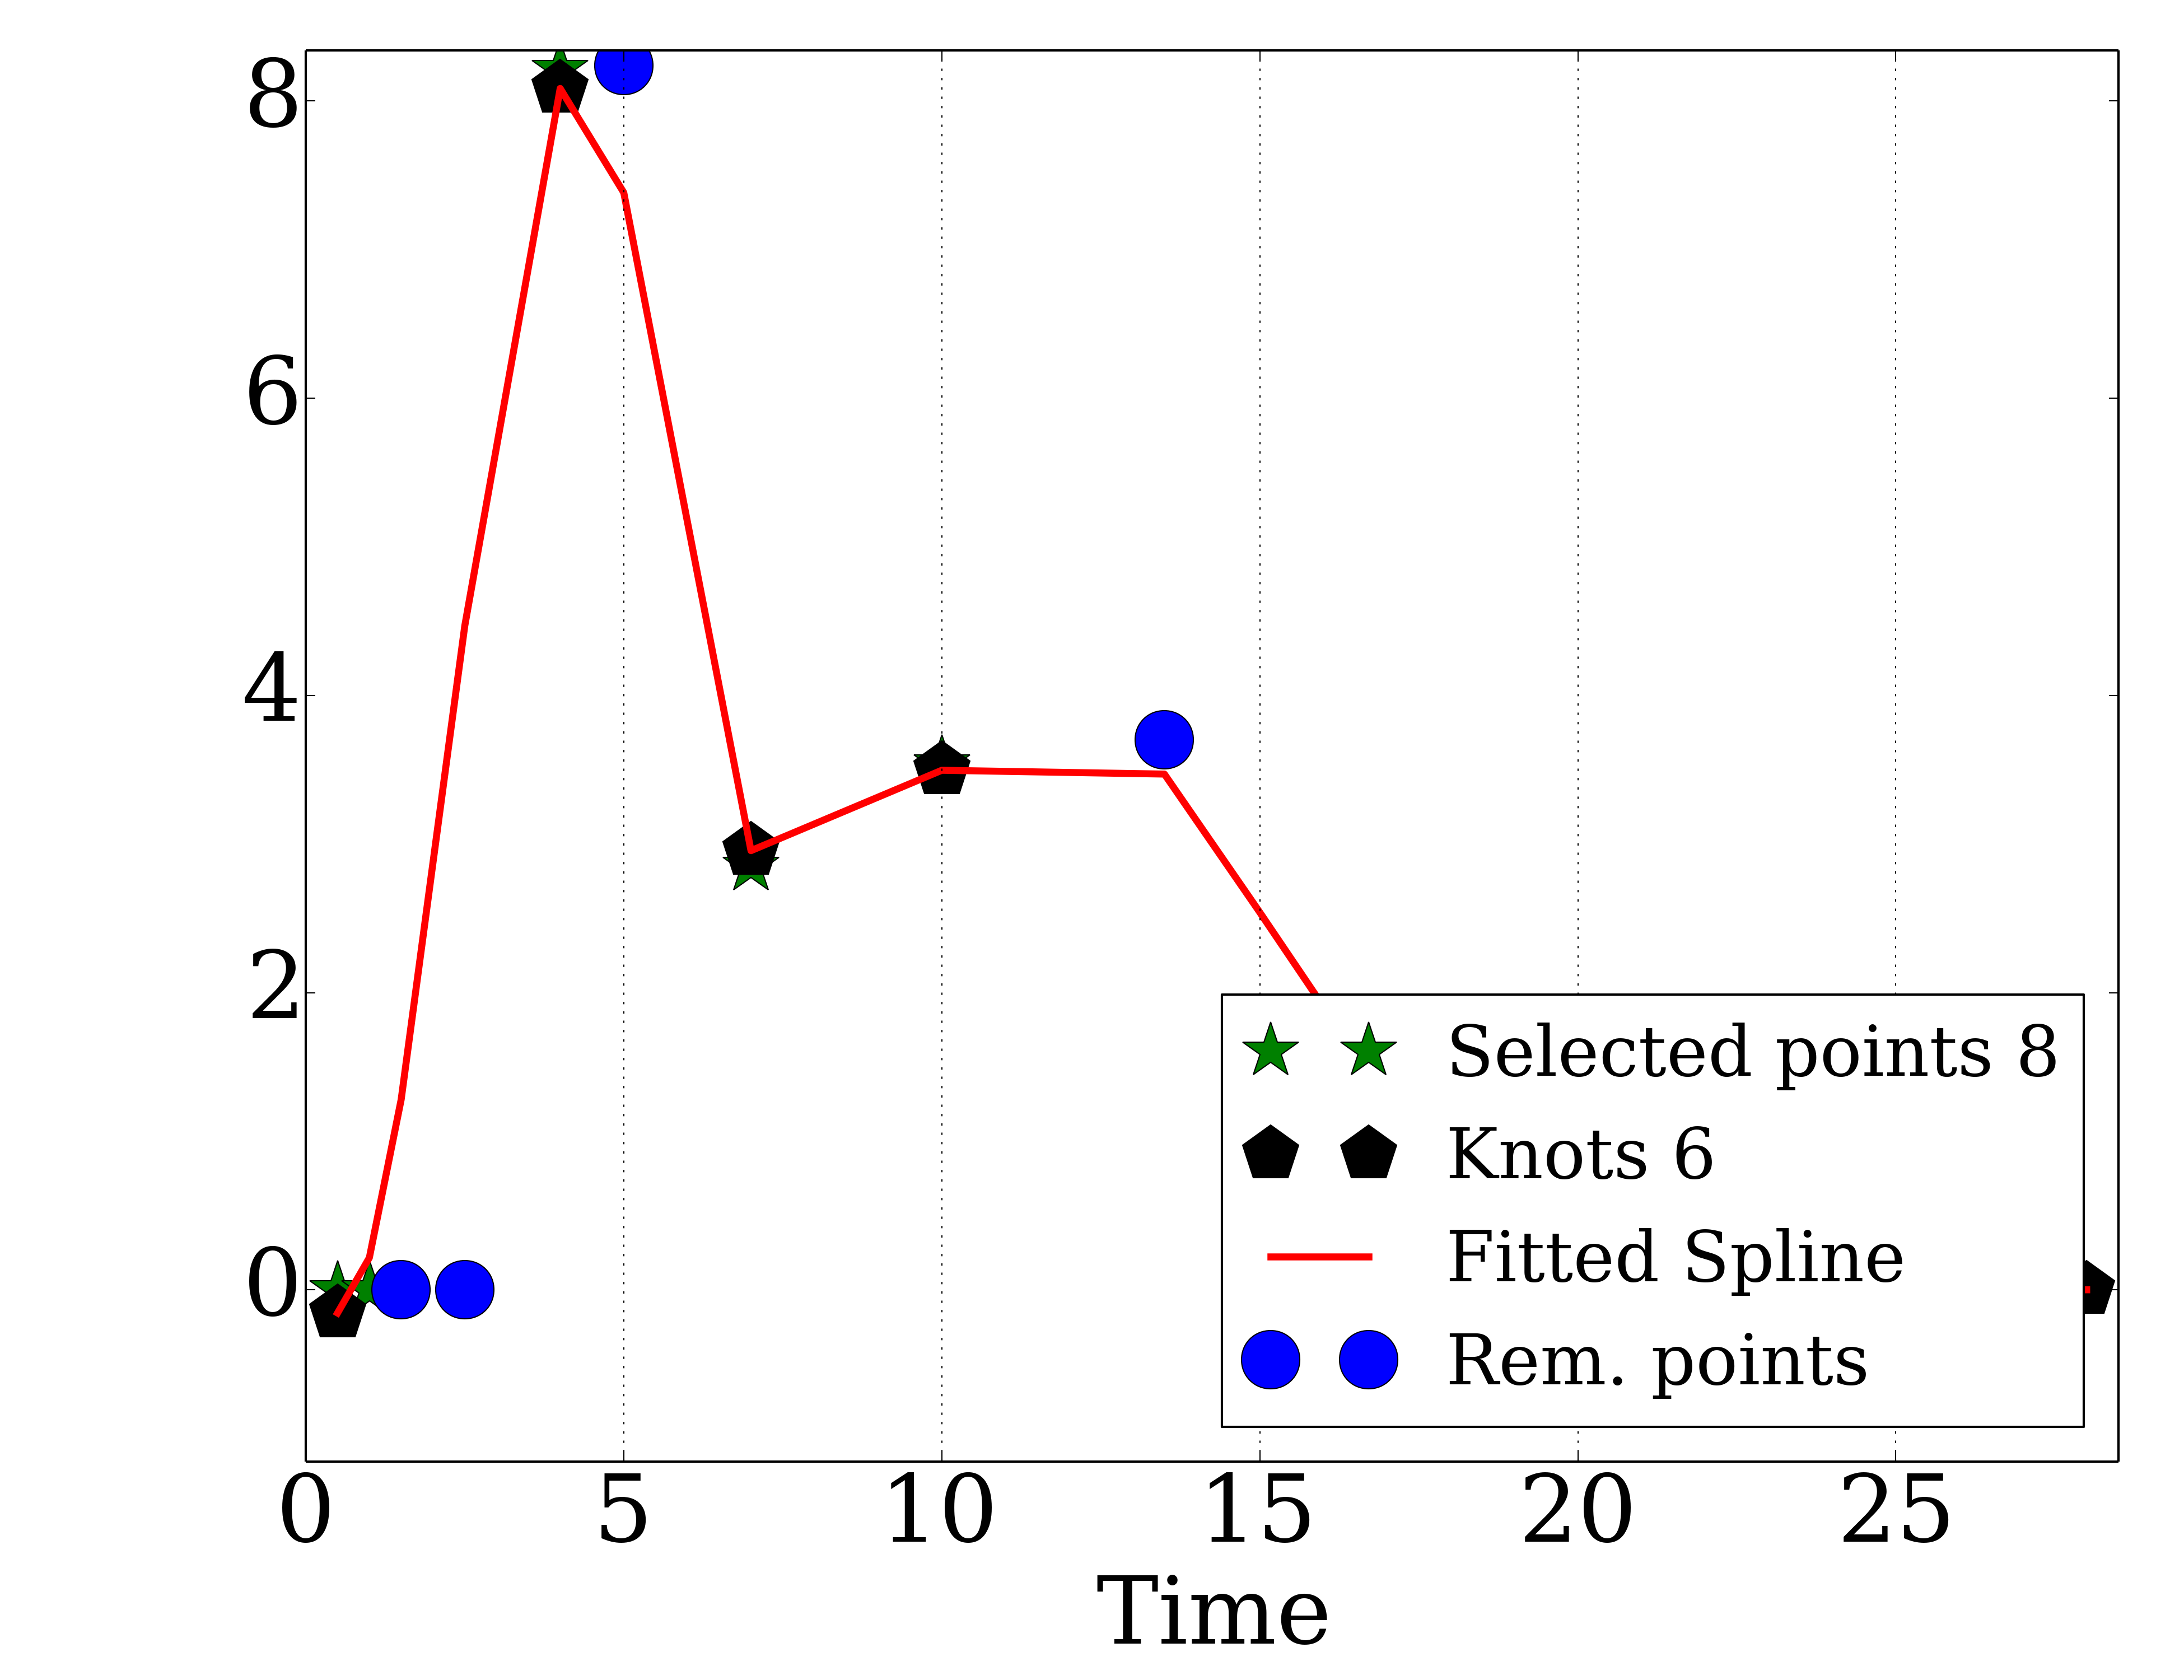 8
6
4
2
0
Selected points 8
Knots 6
Fitted Spline
Rem. points
0 5 10 15 20 25
Time